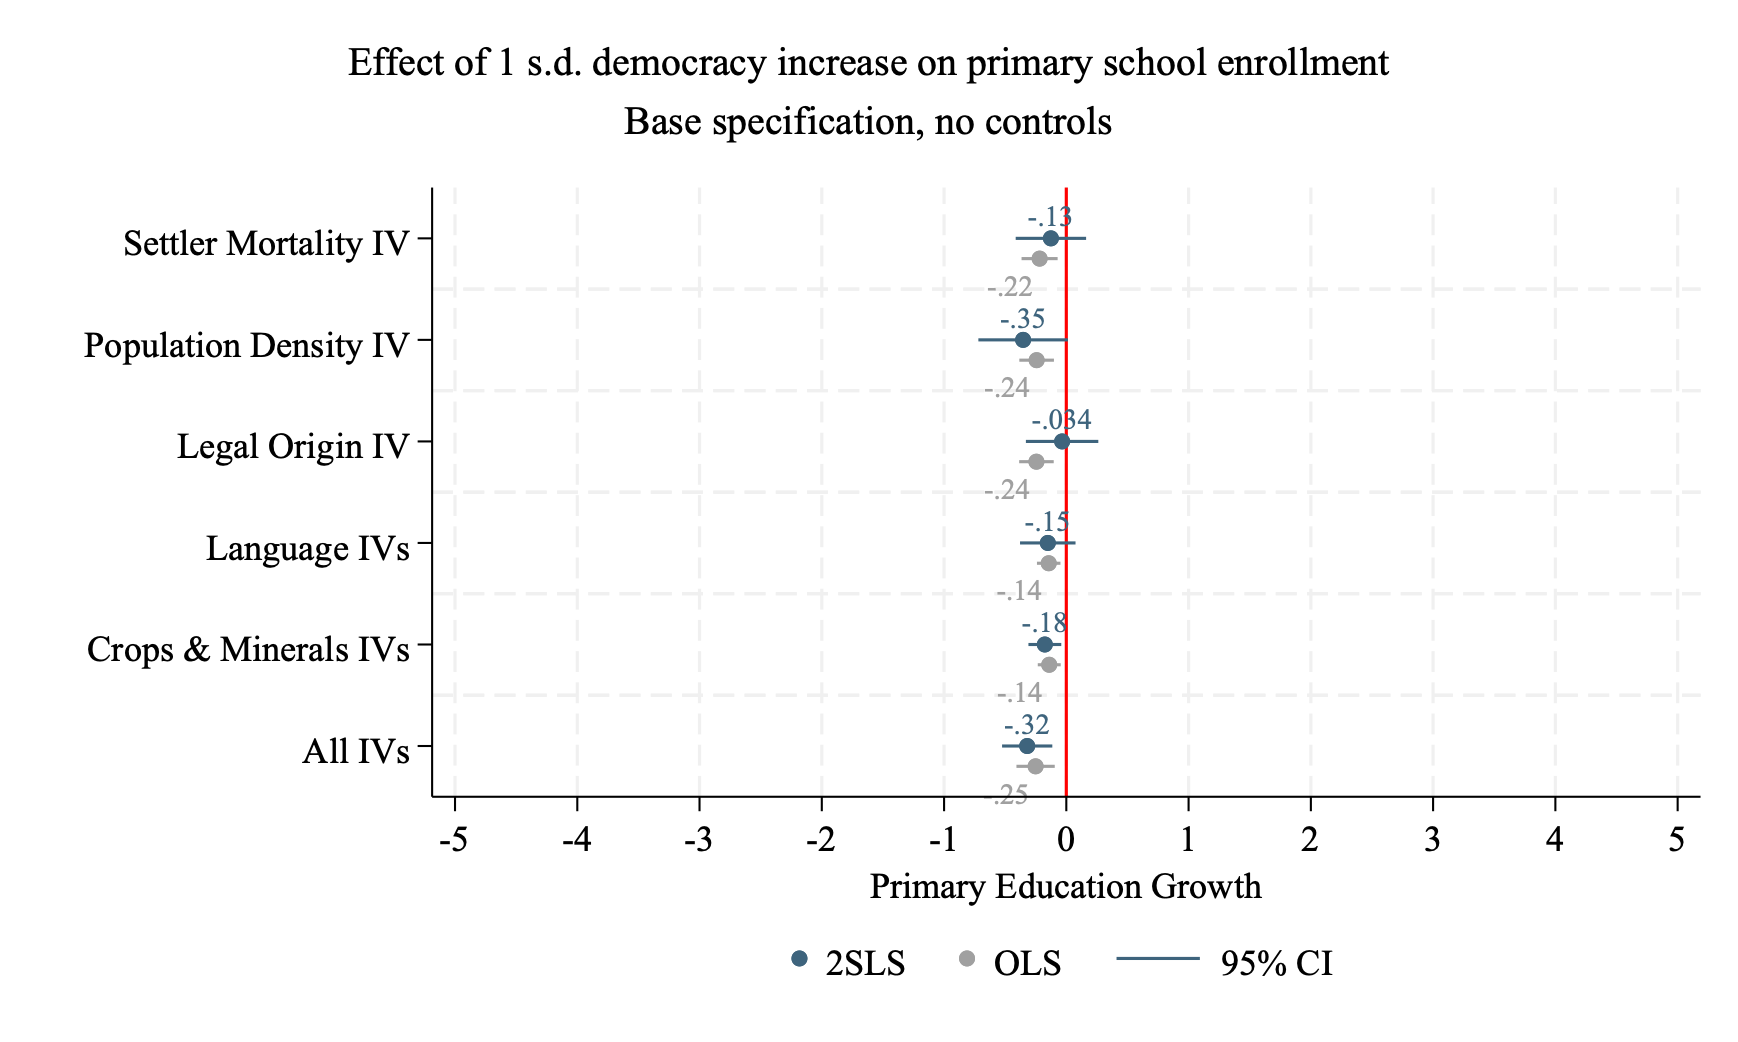 Effect of 1 s.d. democracy increase on primary school enrollment
Base specification, no controls
Settler Mortality IV
-.13
-.22
Population Density IV
-.35
-.24
Legal Origin IV
-.034
-.24
Language IVs
-.15
-.14
Crops & Minerals IVs
-.18
-.14
All IVs
-.32
-.25
-5 -4 -3 -2 -1 0 1 2 3 4 5
Primary Education Growth
2SLS OLS 95% CI